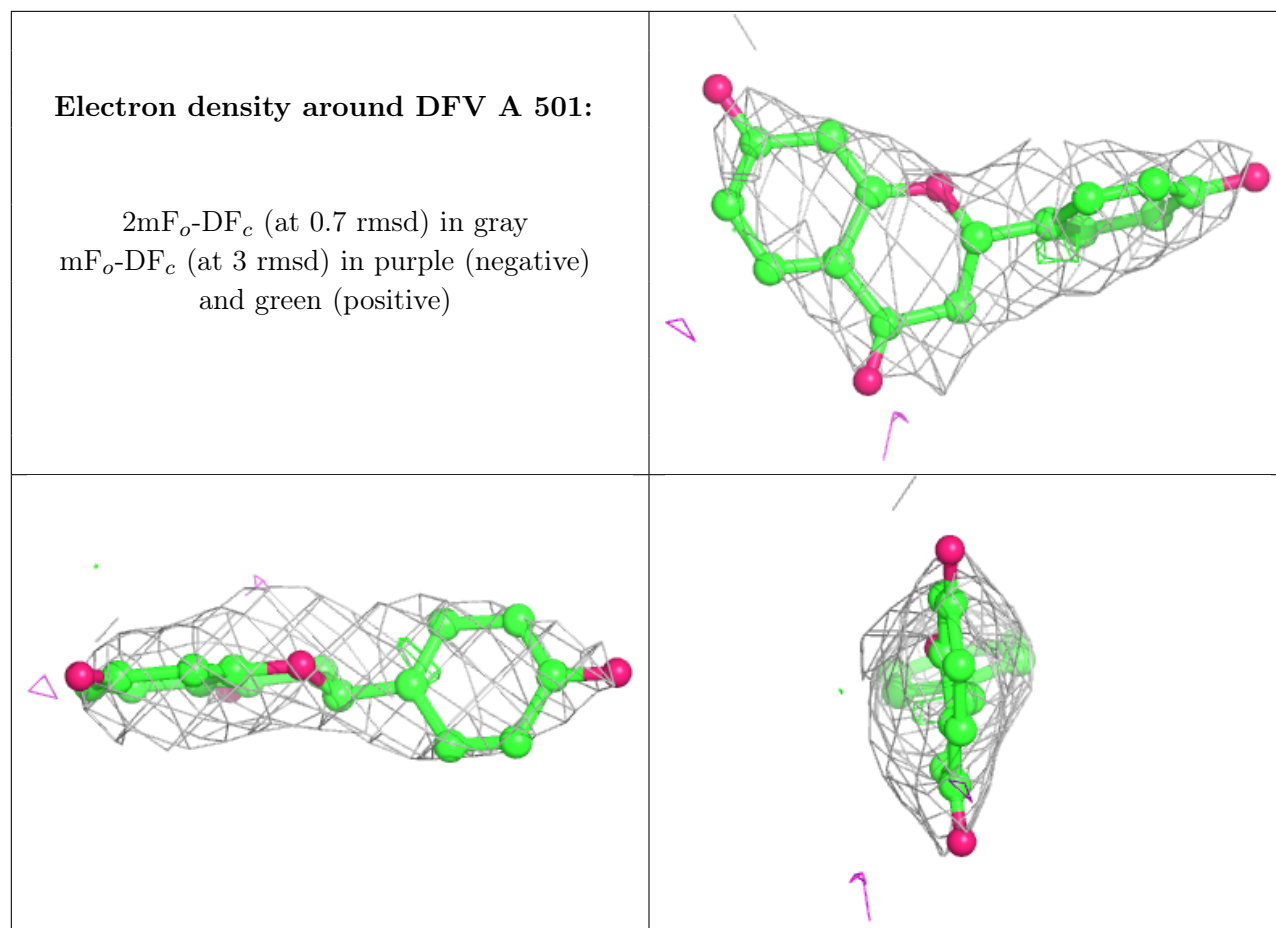 Electron density around DFV A 501:
2mFo-DFc (at 0.7 rmsd) in gray
mFo-DFc (at 3 rmsd) in purple (negative)
and green (positive)